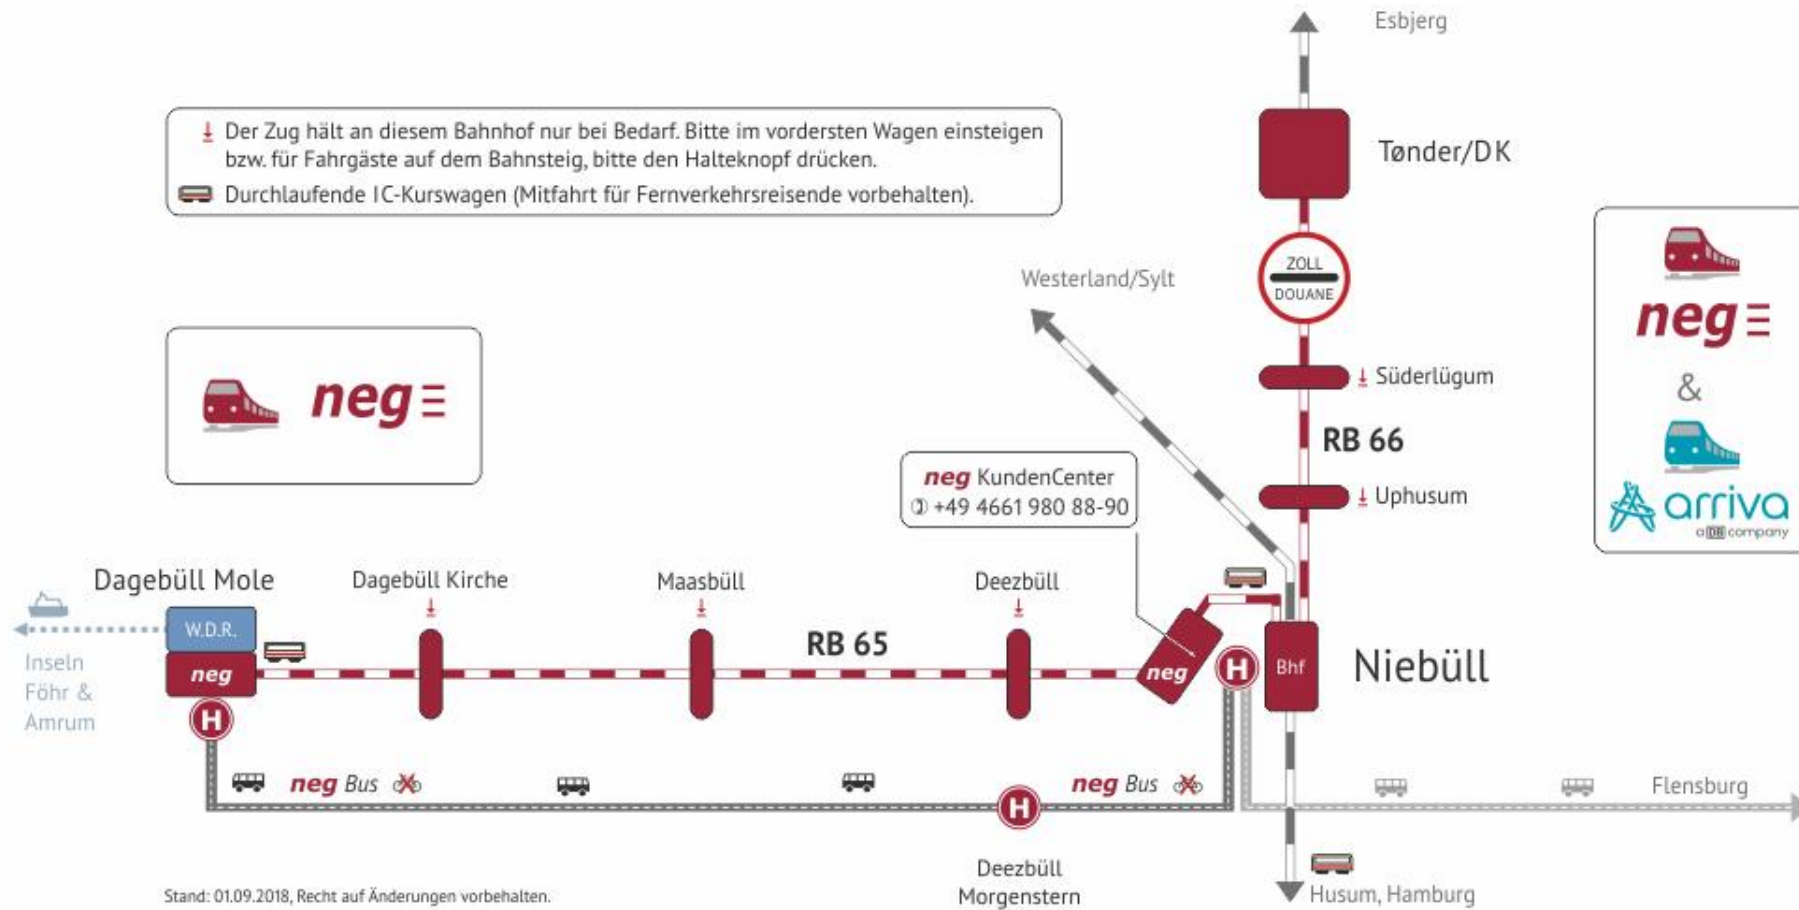 Esbjerg
Der Zug hält an diesem Bahnhof nur bei Bedarf. Bitte im vordersten Wagen einsteigen
bzw. für Fahrgäste auf dem Bahnsteig, bitte den Halteknopf drücken.
Durchlaufende IC-Kurswagen (Mitfahrt für Fernverkehrsreisende vorbehalten).
Tønder/DK
ZOLL
DOUANE
Westerland/Sylt
neg
neg
&
arriva
a DB company
Süderlügum
RB 66
Uphusum
neg KundenCenter
+49 4661 980 88-90
Dagebüll Mole
Dagebüll Kirche
Maasbüll
Deezbüll
W.D.R.
neg
RB 65
neg
H
Bhf
Niebüll
Inseln
Föhr &
Amrum
H
neg Bus
neg Bus
H
Flensburg
Deezbüll
Morgenstern
Husum, Hamburg
Stand: 01.09.2018, Recht auf Änderungen vorbehalten.